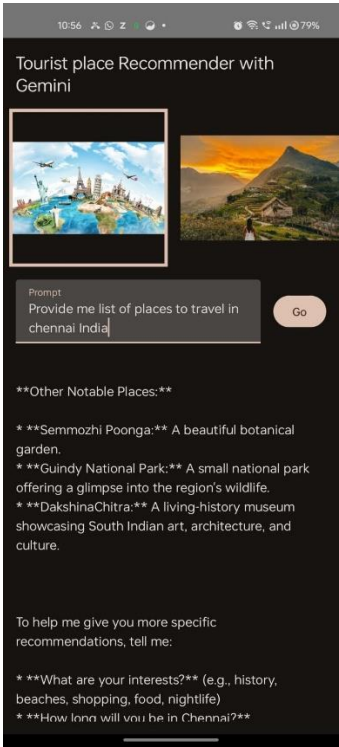 10:56 Z 79%
Tourist place Recommender with
Gemini
Prompt
Provide me list of places to travel in
chennai India
Go
**Other Notable Places:**
* **Semmozhi Poonga:** A beautiful botanical
garden.
* **Guindy National Park:** A small national park
offering a glimpse into the region's wildlife.
* **DakshinaChitra:** A living-history museum
showcasing South Indian art, architecture, and
culture.
To help me give you more specific
recommendations, tell me:
* **What are your interests?** (e.g., history,
beaches, shopping, food, nightlife)
* **How long will you be in Chennai?**